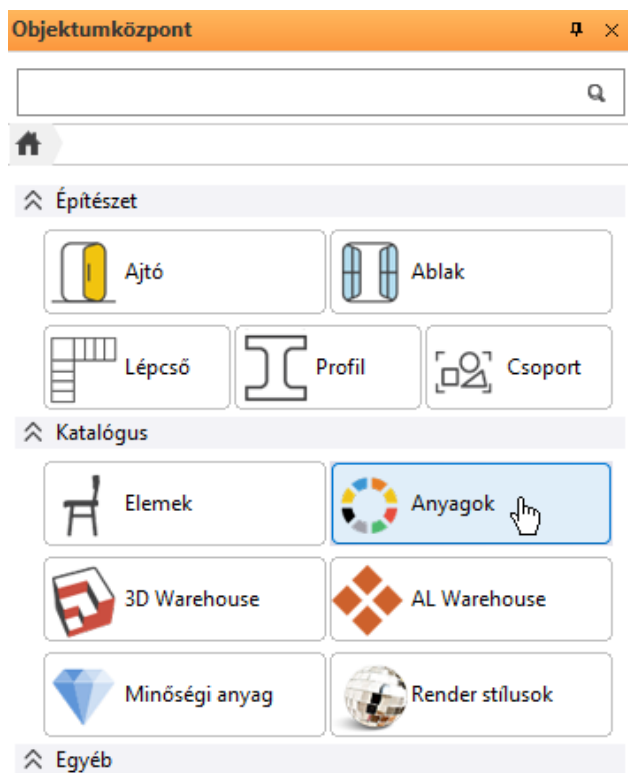 Objektumközpont
Építészet
Ajtó Ablak
Lépcső Profil Csoport
Katalógus
Elemek Anyagok
3D Warehouse AL Warehouse
Minőségi anyag Render stílusok
Egyéb